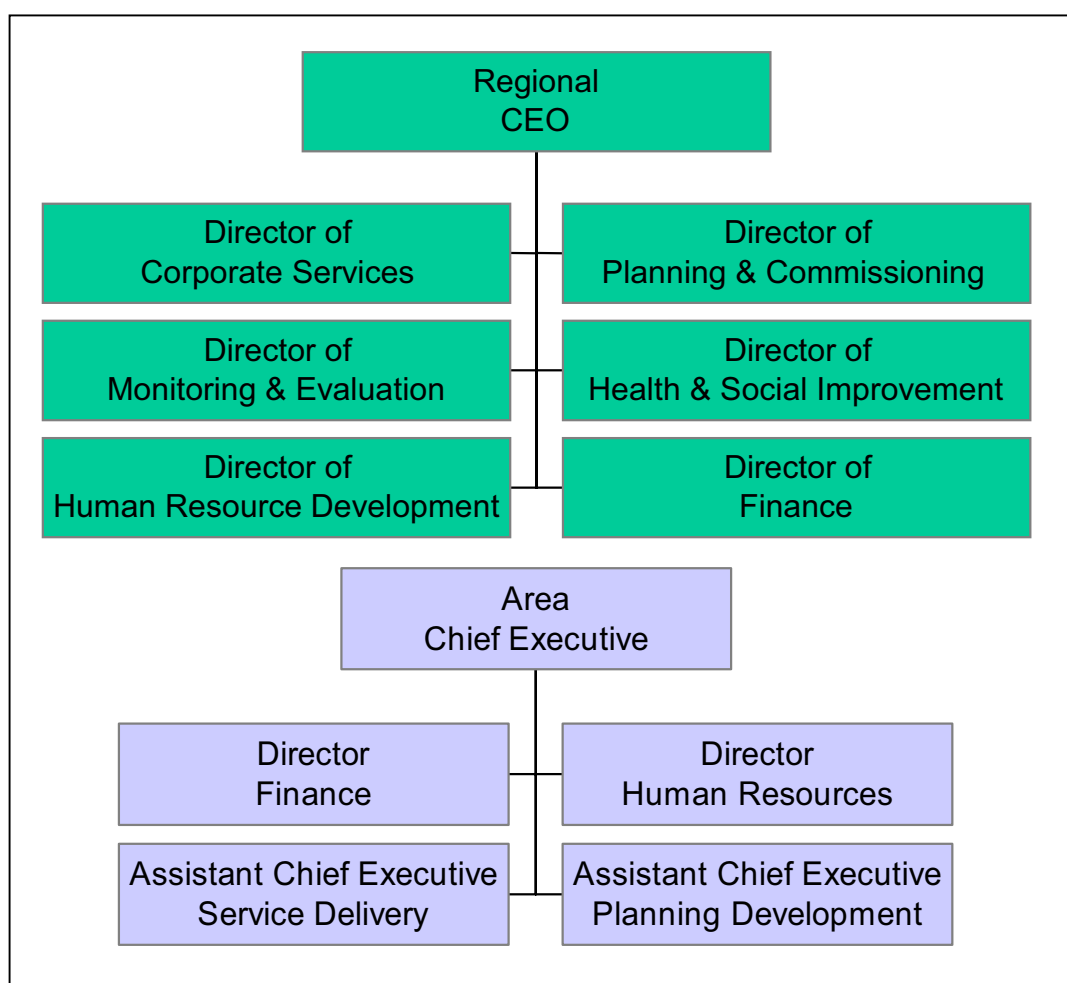 Regional
CEO
Director of
Corporate Services
Director of
Planning & Commissioning
Director of
Monitoring & Evaluation
Director of
Health & Social Improvement
Director of
Human Resource Development
Director of
Finance
Area
Chief Executive
Director
Finance
Director
Human Resources
Assistant Chief Executive
Service Delivery
Assistant Chief Executive
Planning Development